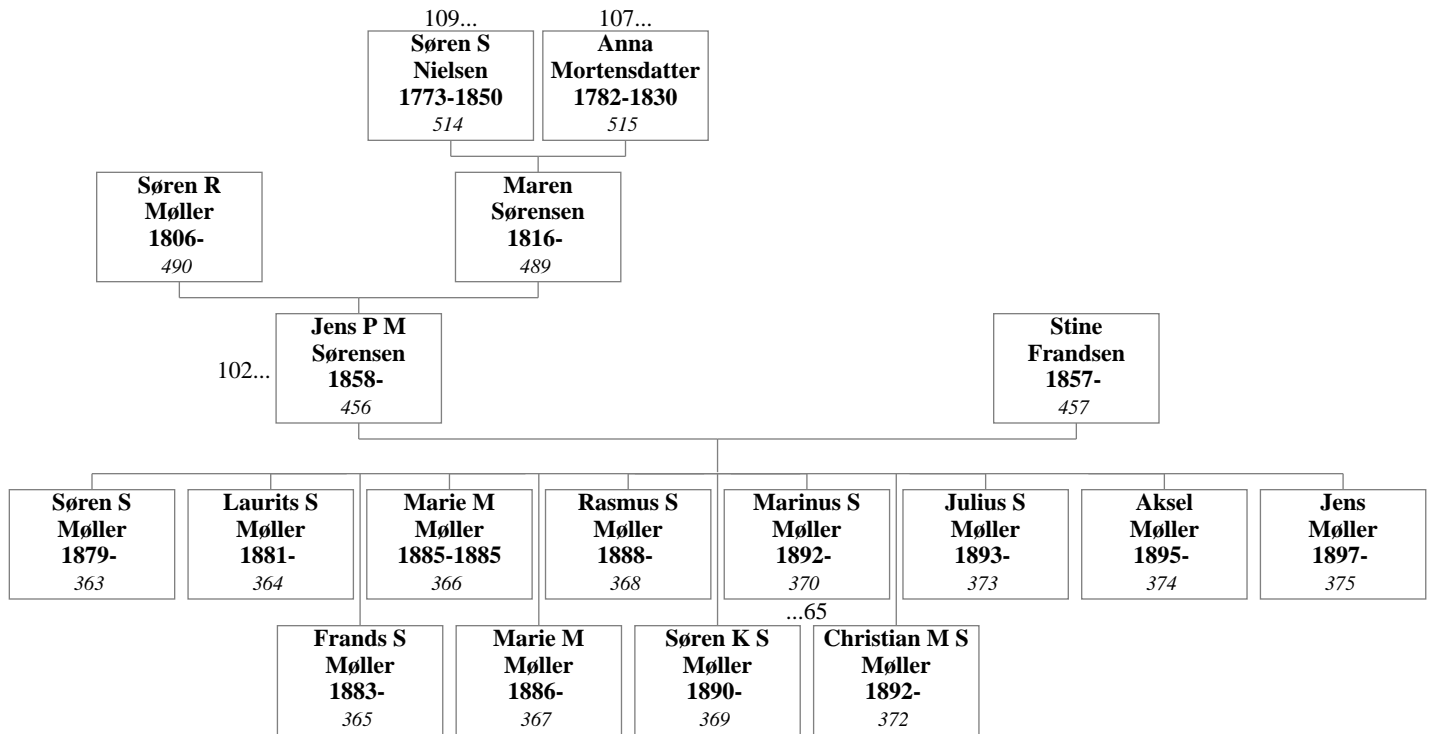 109...
107...
Søren S
Nielsen
1773-1850
514
Anna
Mortensdatter
1782-1830
515
Søren R
Møller
1806-
490
Maren
Sørensen
1816-
489
102...
Jens P M
Sørensen
1858-
456
Stine
Frandsen
1857-
457
Søren S
Møller
1879-
363
Laurits S
Møller
1881-
364
Marie M
Møller
1885-1885
366
Rasmus S
Møller
1888-
368
Marinus S
Møller
1892-
370
Julius S
Møller
1893-
373
Aksel
Møller
1895-
374
Jens
Møller
1897-
375
...65
Frands S
Møller
1883-
365
Marie M
Møller
1886-
367
Søren K S
Møller
1890-
369
Christian M S
Møller
1892-
372